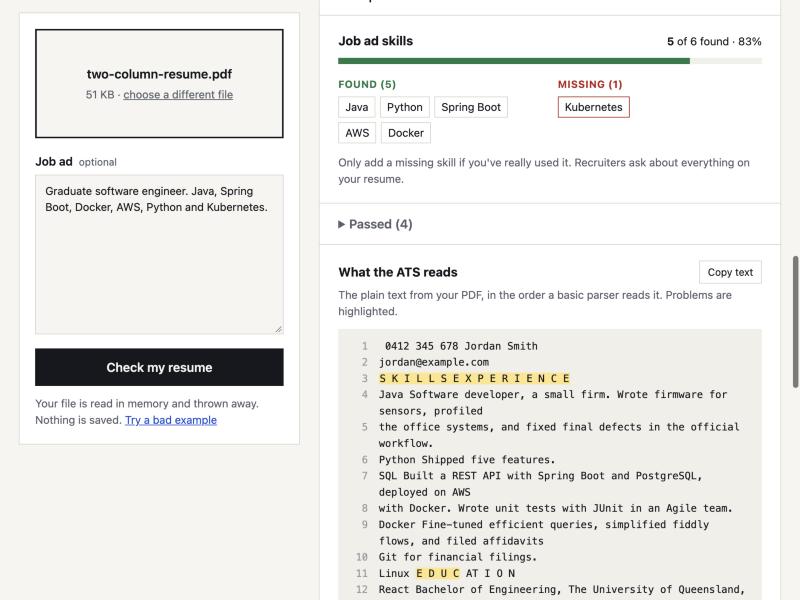 two-column-resume.pdf
51 KB · choose a different file
Job ad optional
Graduate software engineer. Java, Spring
Boot, Docker, AWS, Python and Kubernetes.
Check my resume
Your file is read in memory and thrown away.
Nothing is saved. Try a bad example
Job ad skills
5 of 6 found · 83%
FOUND (5)
Java Python Spring Boot
AWS Docker
MISSING (1)
Kubernetes
Only add a missing skill if you've really used it. Recruiters ask about everything on
your resume.
Passed (4)
What the ATS reads
Copy text
The plain text from your PDF, in the order a basic parser reads it. Problems are
highlighted.
1 0412 345 678 Jordan Smith
2 jordan@example.com
3 S K I L L S E X P E R I E N C E
4 Java Software developer, a small firm. Wrote firmware for
sensors, profiled
5 the office systems, and fixed final defects in the official
workflow.
6 Python Shipped five features.
7 SQL Built a REST API with Spring Boot and PostgreSQL,
deployed on AWS
8 with Docker. Wrote unit tests with JUnit in an Agile team.
9 Docker Fine-tuned efficient queries, simplified fiddly
flows, and filed affidavits
10 Git for financial filings.
11 Linux E D U C AT I O N
12 React Bachelor of Engineering, The University of Queensland,